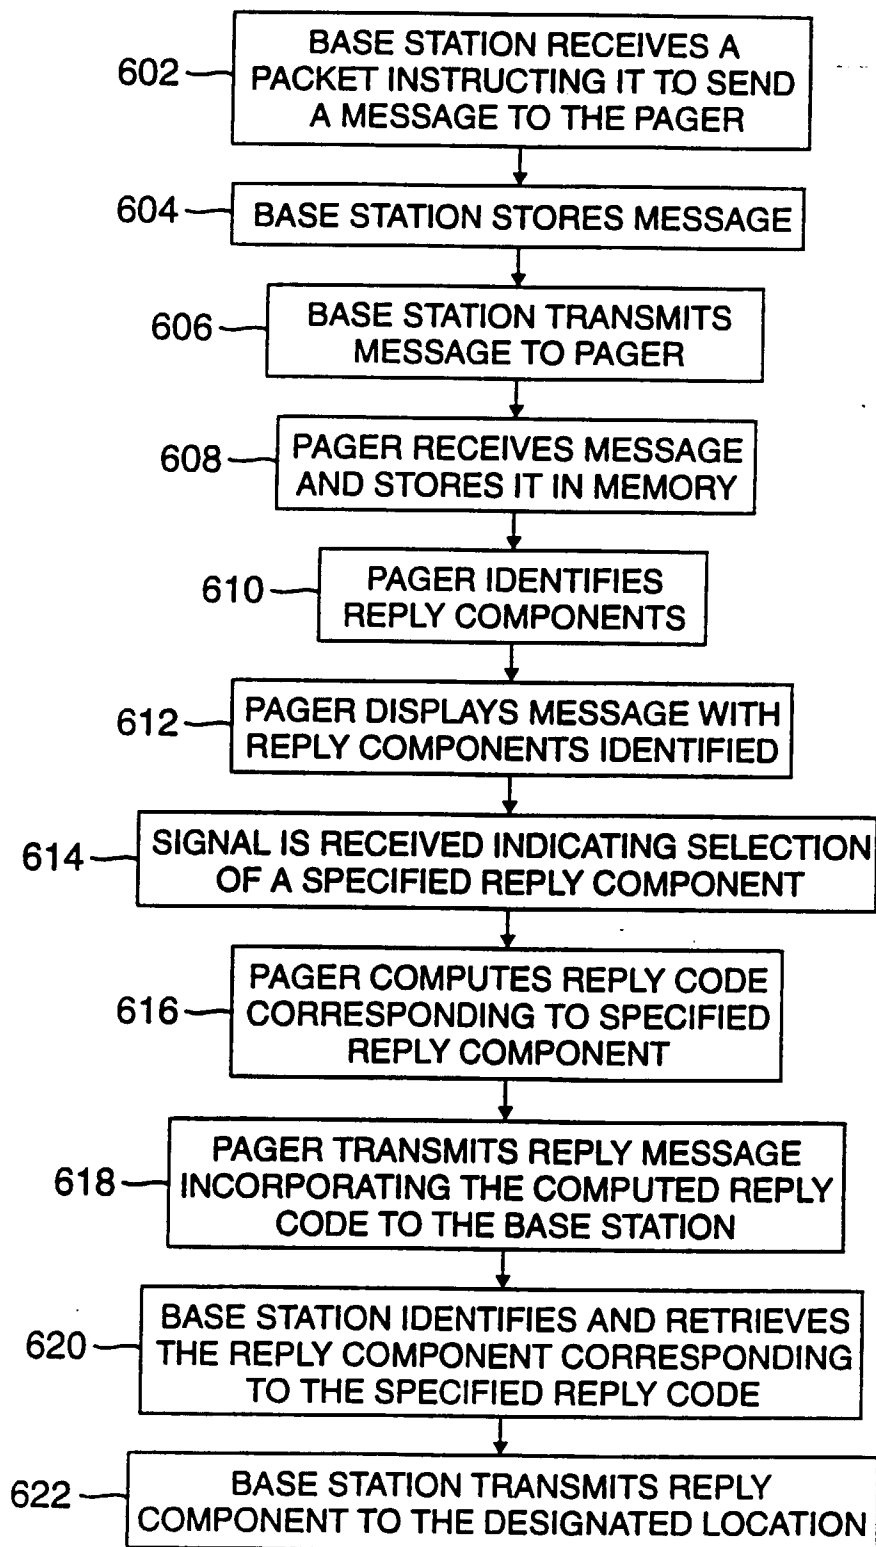 602
BASE STATION RECEIVES A
PACKET INSTRUCTING IT TO SEND
A MESSAGE TO THE PAGER
604
BASE STATION STORES MESSAGE
606
BASE STATION TRANSMITS
MESSAGE TO PAGER
608
PAGER RECEIVES MESSAGE
AND STORES IT IN MEMORY
610
PAGER IDENTIFIES
REPLY COMPONENTS
612
PAGER DISPLAYS MESSAGE WITH
REPLY COMPONENTS IDENTIFIED
614
SIGNAL IS RECEIVED INDICATING SELECTION
OF A SPECIFIED REPLY COMPONENT
616
PAGER COMPUTES REPLY CODE
CORRESPONDING TO SPECIFIED
REPLY COMPONENT
618
PAGER TRANSMITS REPLY MESSAGE
INCORPORATING THE COMPUTED REPLY
CODE TO THE BASE STATION
620
BASE STATION IDENTIFIES AND RETRIEVES
THE REPLY COMPONENT CORRESPONDING
TO THE SPECIFIED REPLY CODE
622
BASE STATION TRANSMITS REPLY
COMPONENT TO THE DESIGNATED LOCATION